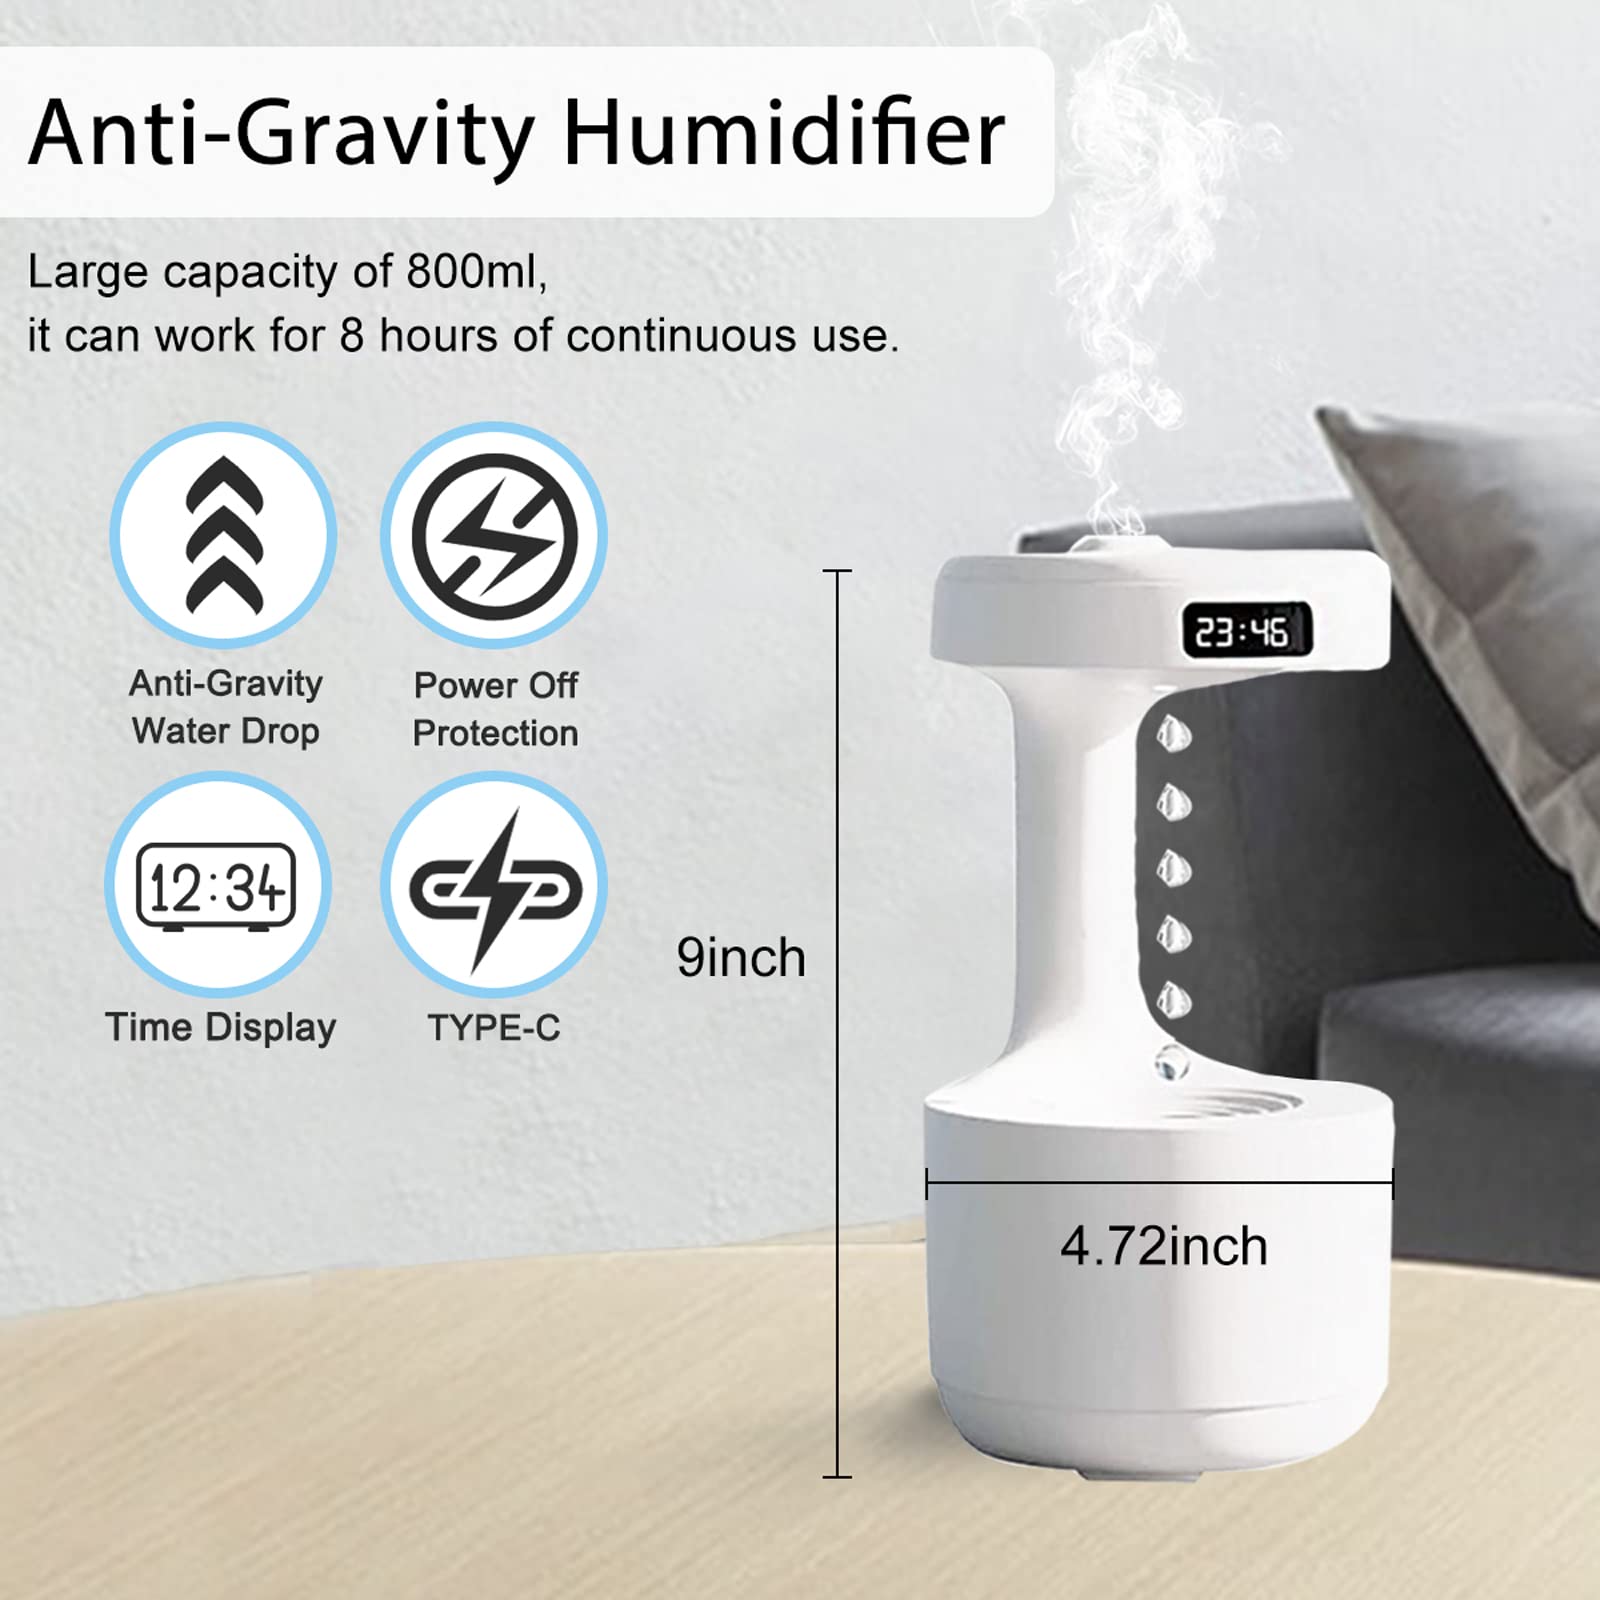 Anti-Gravity Humidifier
Large capacity of 800ml,
it can work for 8 hours of continuous use.
Anti-Gravity
Water Drop
Power Off
Protection
12:34
Time Display
TYPE-C
23:46
9inch
4.72inch